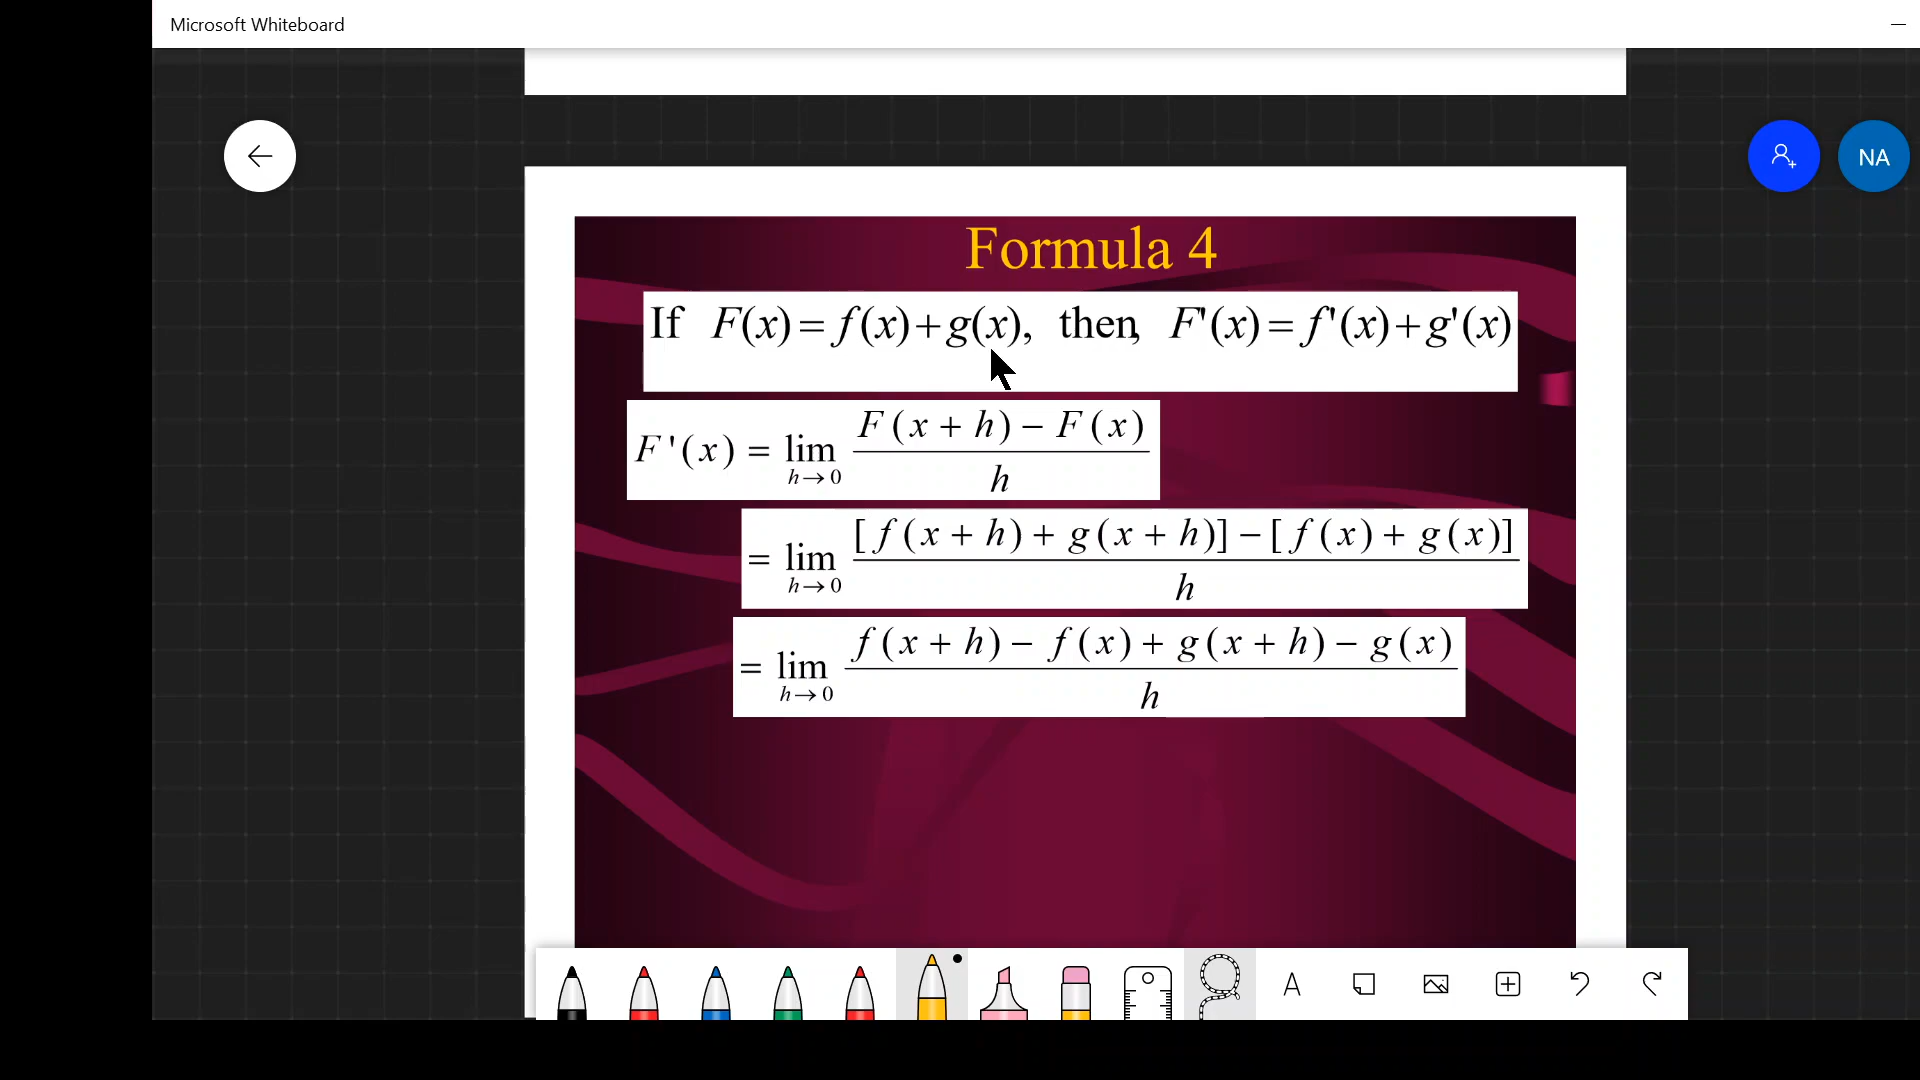 Microsoft Whiteboard
NA
Formula 4
If F(x) = f(x)+g(x), then, F'(x) = f'(x)+g'(x)
F'(x) = lim h→0 F(x+h) − F(x) / h
= lim h→0 [f(x+h) + g(x+h)] − [f(x) + g(x)] / h
= lim h→0 f(x+h) − f(x) + g(x+h) − g(x) / h
A